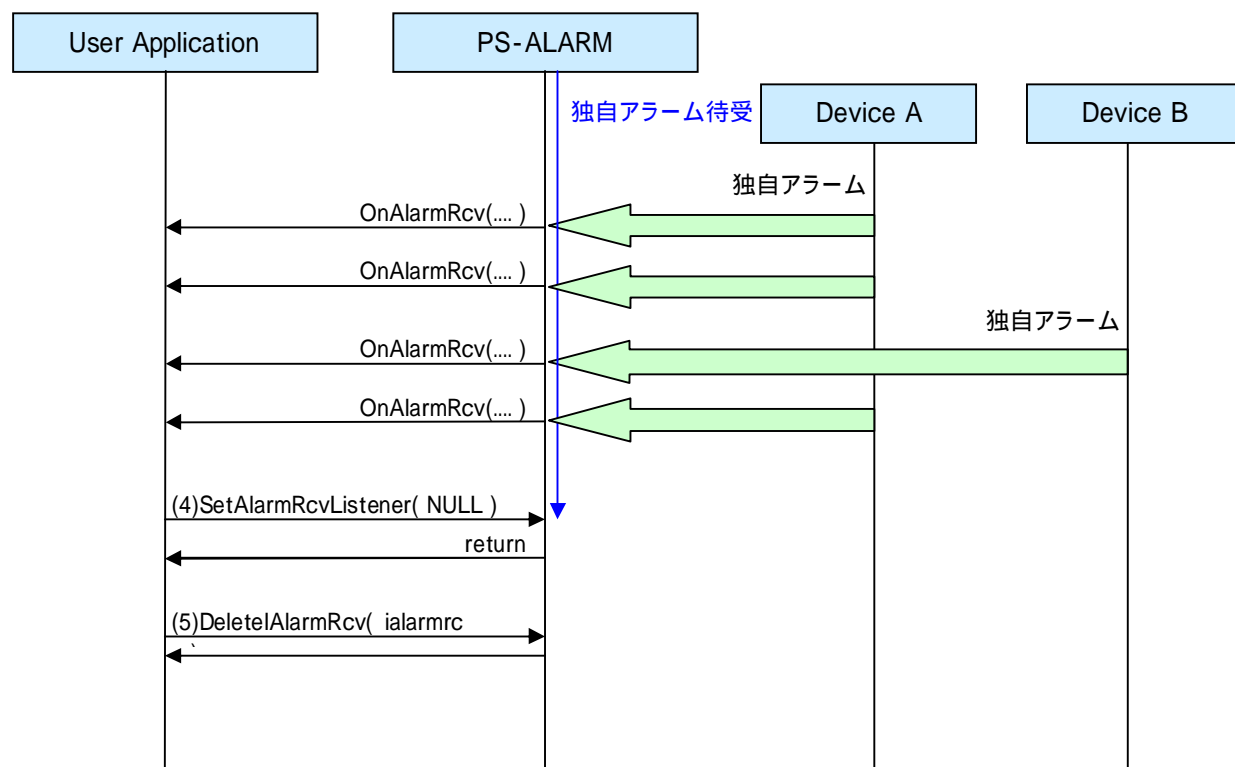 User Application
PS-ALARM
独自アラーム待受
Device A
Device B
独自アラーム
OnAlarmRcv(.... )
OnAlarmRcv(.... )
独自アラーム
OnAlarmRcv(.... )
OnAlarmRcv(.... )
(4)SetAlarmRcvListener( NULL )
return
(5)DeleteIAlarmRcv( ialarmrc